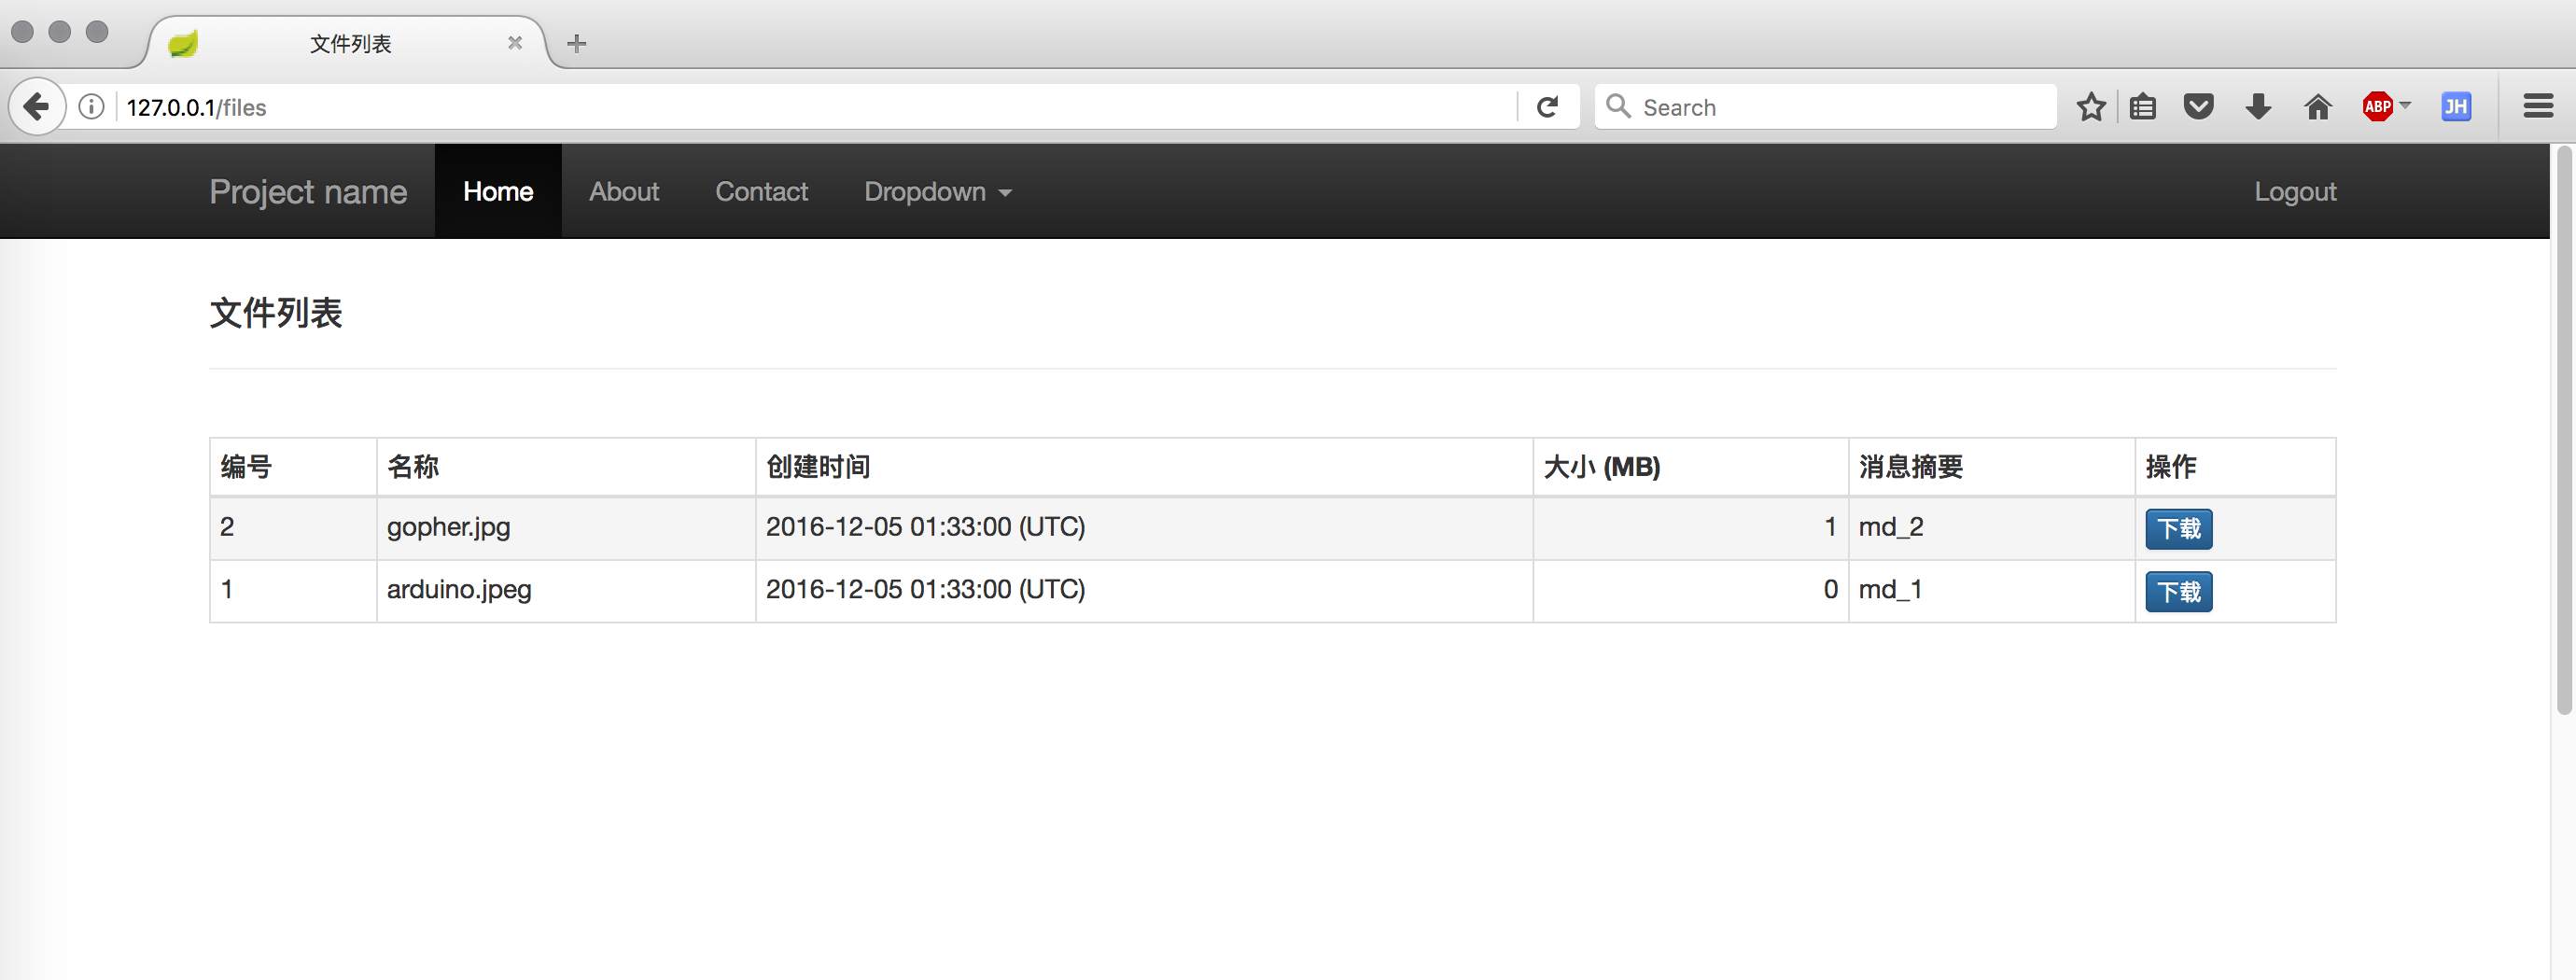 文件列表
127.0.0.1/files
Search
ABP
JH
Project name Home About Contact Dropdown Logout
文件列表
编号 名称 创建时间 大小 (MB) 消息摘要 操作
2 gopher.jpg 2016-12-05 01:33:00 (UTC) 1 md_2 下载
1 arduino.jpeg 2016-12-05 01:33:00 (UTC) 0 md_1 下载